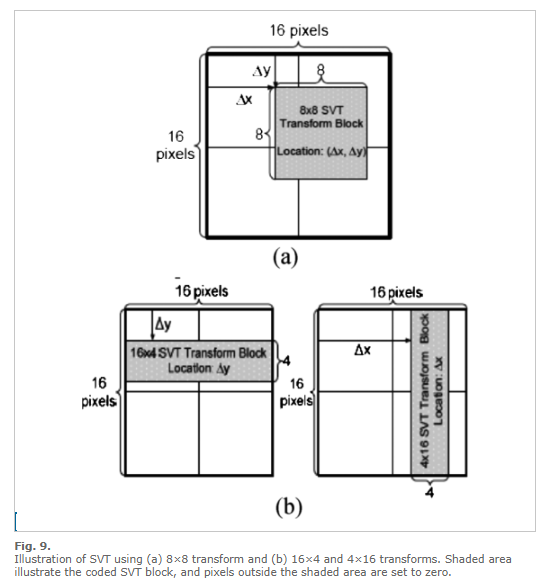 16 pixels
Δy
8
Δx
8x8 SVT
Transform Block
8
16
pixels
Location: (Δx, Δy)
(a)
16 pixels
16 pixels
Δy
16x4 SVT Transform Block
Location: Δy
4
16
pixels
Δx
16
pixels
4x16 SVT Transform Block
Location: Δx
4
(b)
Fig. 9.
Illustration of SVT using (a) 8×8 transform and (b) 16×4 and 4×16 transforms. Shaded area
illustrate the coded SVT block, and pixels outside the shaded area are set to zero.